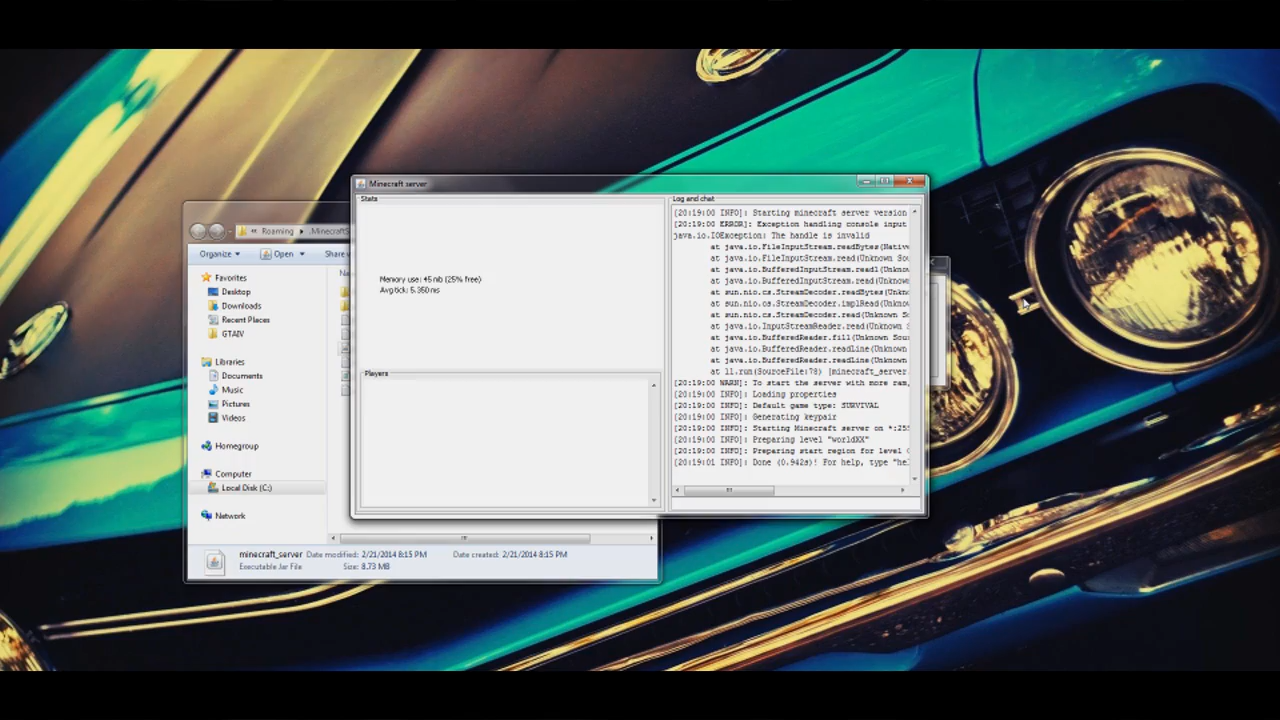 Minecraft server
Stats
Memory use: 45 mb (25% free)
Avg tick: 5.350 ms
Players
Log and chat
[20:19:00 INFO]: Starting minecraft server version
[20:19:00 ERROR]: Exception handling console input
java.io.IOException: The handle is invalid
at java.io.FileInputStream.readBytes(Native
at java.io.FileInputStream.read(Unknown Sou
at java.io.BufferedInputStream.read1(
at java.io.BufferedInputStream.read(Unknown
at sun.nio.cs.StreamDecoder.readBytes(Unkno
at sun.nio.cs.StreamDecoder.implRead(Unknow
at sun.nio.cs.StreamDecoder.read(Unknown So
at java.io.InputStreamReader.read(Unknown S
at java.io.BufferedReader.fill(Unknown Sour
at java.io.BufferedReader.readLine(Unknown
at java.io.BufferedReader.readLine(Unknown
at ll.run(SourceFile:78) [minecraft_server.
[20:19:00 WARN]: To start the server with more ram,
[20:19:00 INFO]: Loading properties
[20:19:00 INFO]: Default game type: SURVIVAL
[20:19:00 INFO]: Generating keypair
[20:19:00 INFO]: Starting Minecraft server on *:255
[20:19:00 INFO]: Preparing level "worldXX"
[20:19:00 INFO]: Preparing start region for level
[20:19:01 INFO]: Done (0.942s)! For help, type "he
« Roaming ▸ .MinecraftS
Organize Open Share
Favorites
Desktop
Downloads
Recent Places
GTAIV
Libraries
Documents
Music
Pictures
Videos
Homegroup
Computer
Local Disk (C:)
Network
minecraft_server Date modified: 2/21/2014 8:15 PM Date created: 2/21/2014 8:15 PM
Executable Jar File Size: 8.73 MB